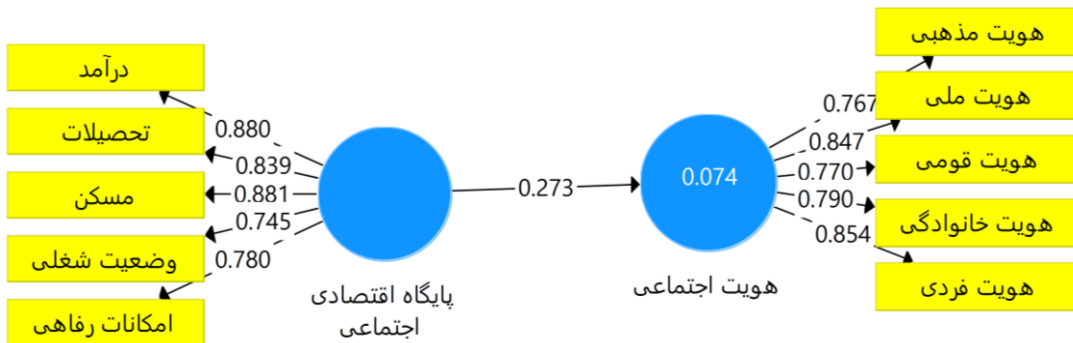 درآمد
تحصیلات
مسکن
وضعیت شغلی
امکانات رفاهی
0.880
0.839
0.881
0.745
0.780
پایگاه اقتصادی
اجتماعی
0.273
0.074
هویت اجتماعی
0.767
0.847
0.770
0.790
0.854
هویت مذهبی
هویت ملی
هویت قومی
هویت خانوادگی
هویت فردی